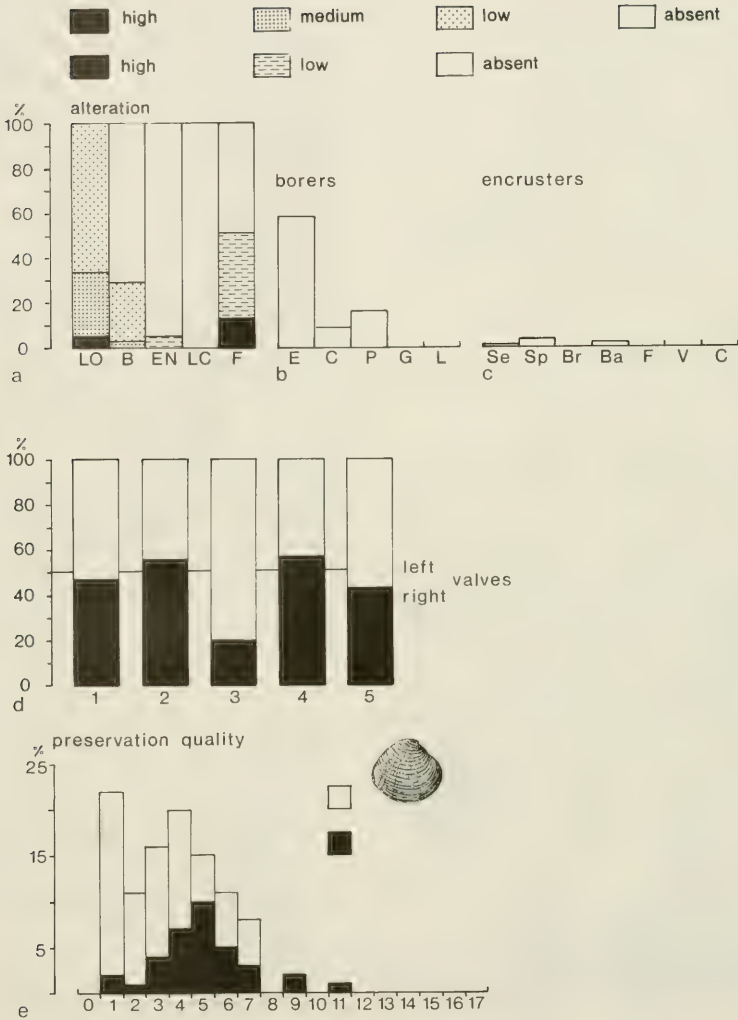 high medium low absent
high low absent
% alteration
100
80 borers encrusters
60
40
20
0
LO B EN LC F E C P G L Se Sp Br Ba F V C
a b c
%
100
80
60
left
right valves
40
20
0
1 2 3 4 5
d
% preservation quality
25
15
5
0 1 2 3 4 5 6 7 8 9 10 11 12 13 14 15 16 17
e